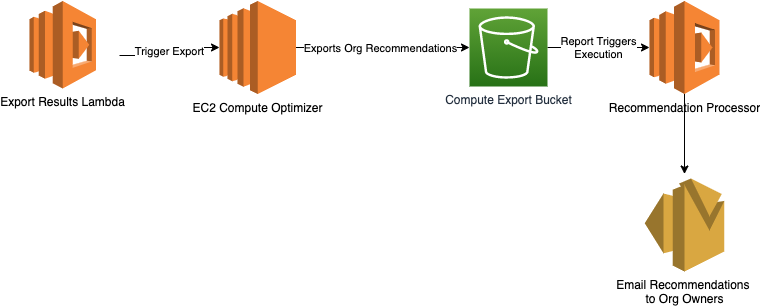 Trigger Export
Exports Org Recommendations
Report Triggers
Execution
Export Results Lambda
EC2 Compute Optimizer
Compute Export Bucket
Recommendation Processor
Email Recommendations
to Org Owners